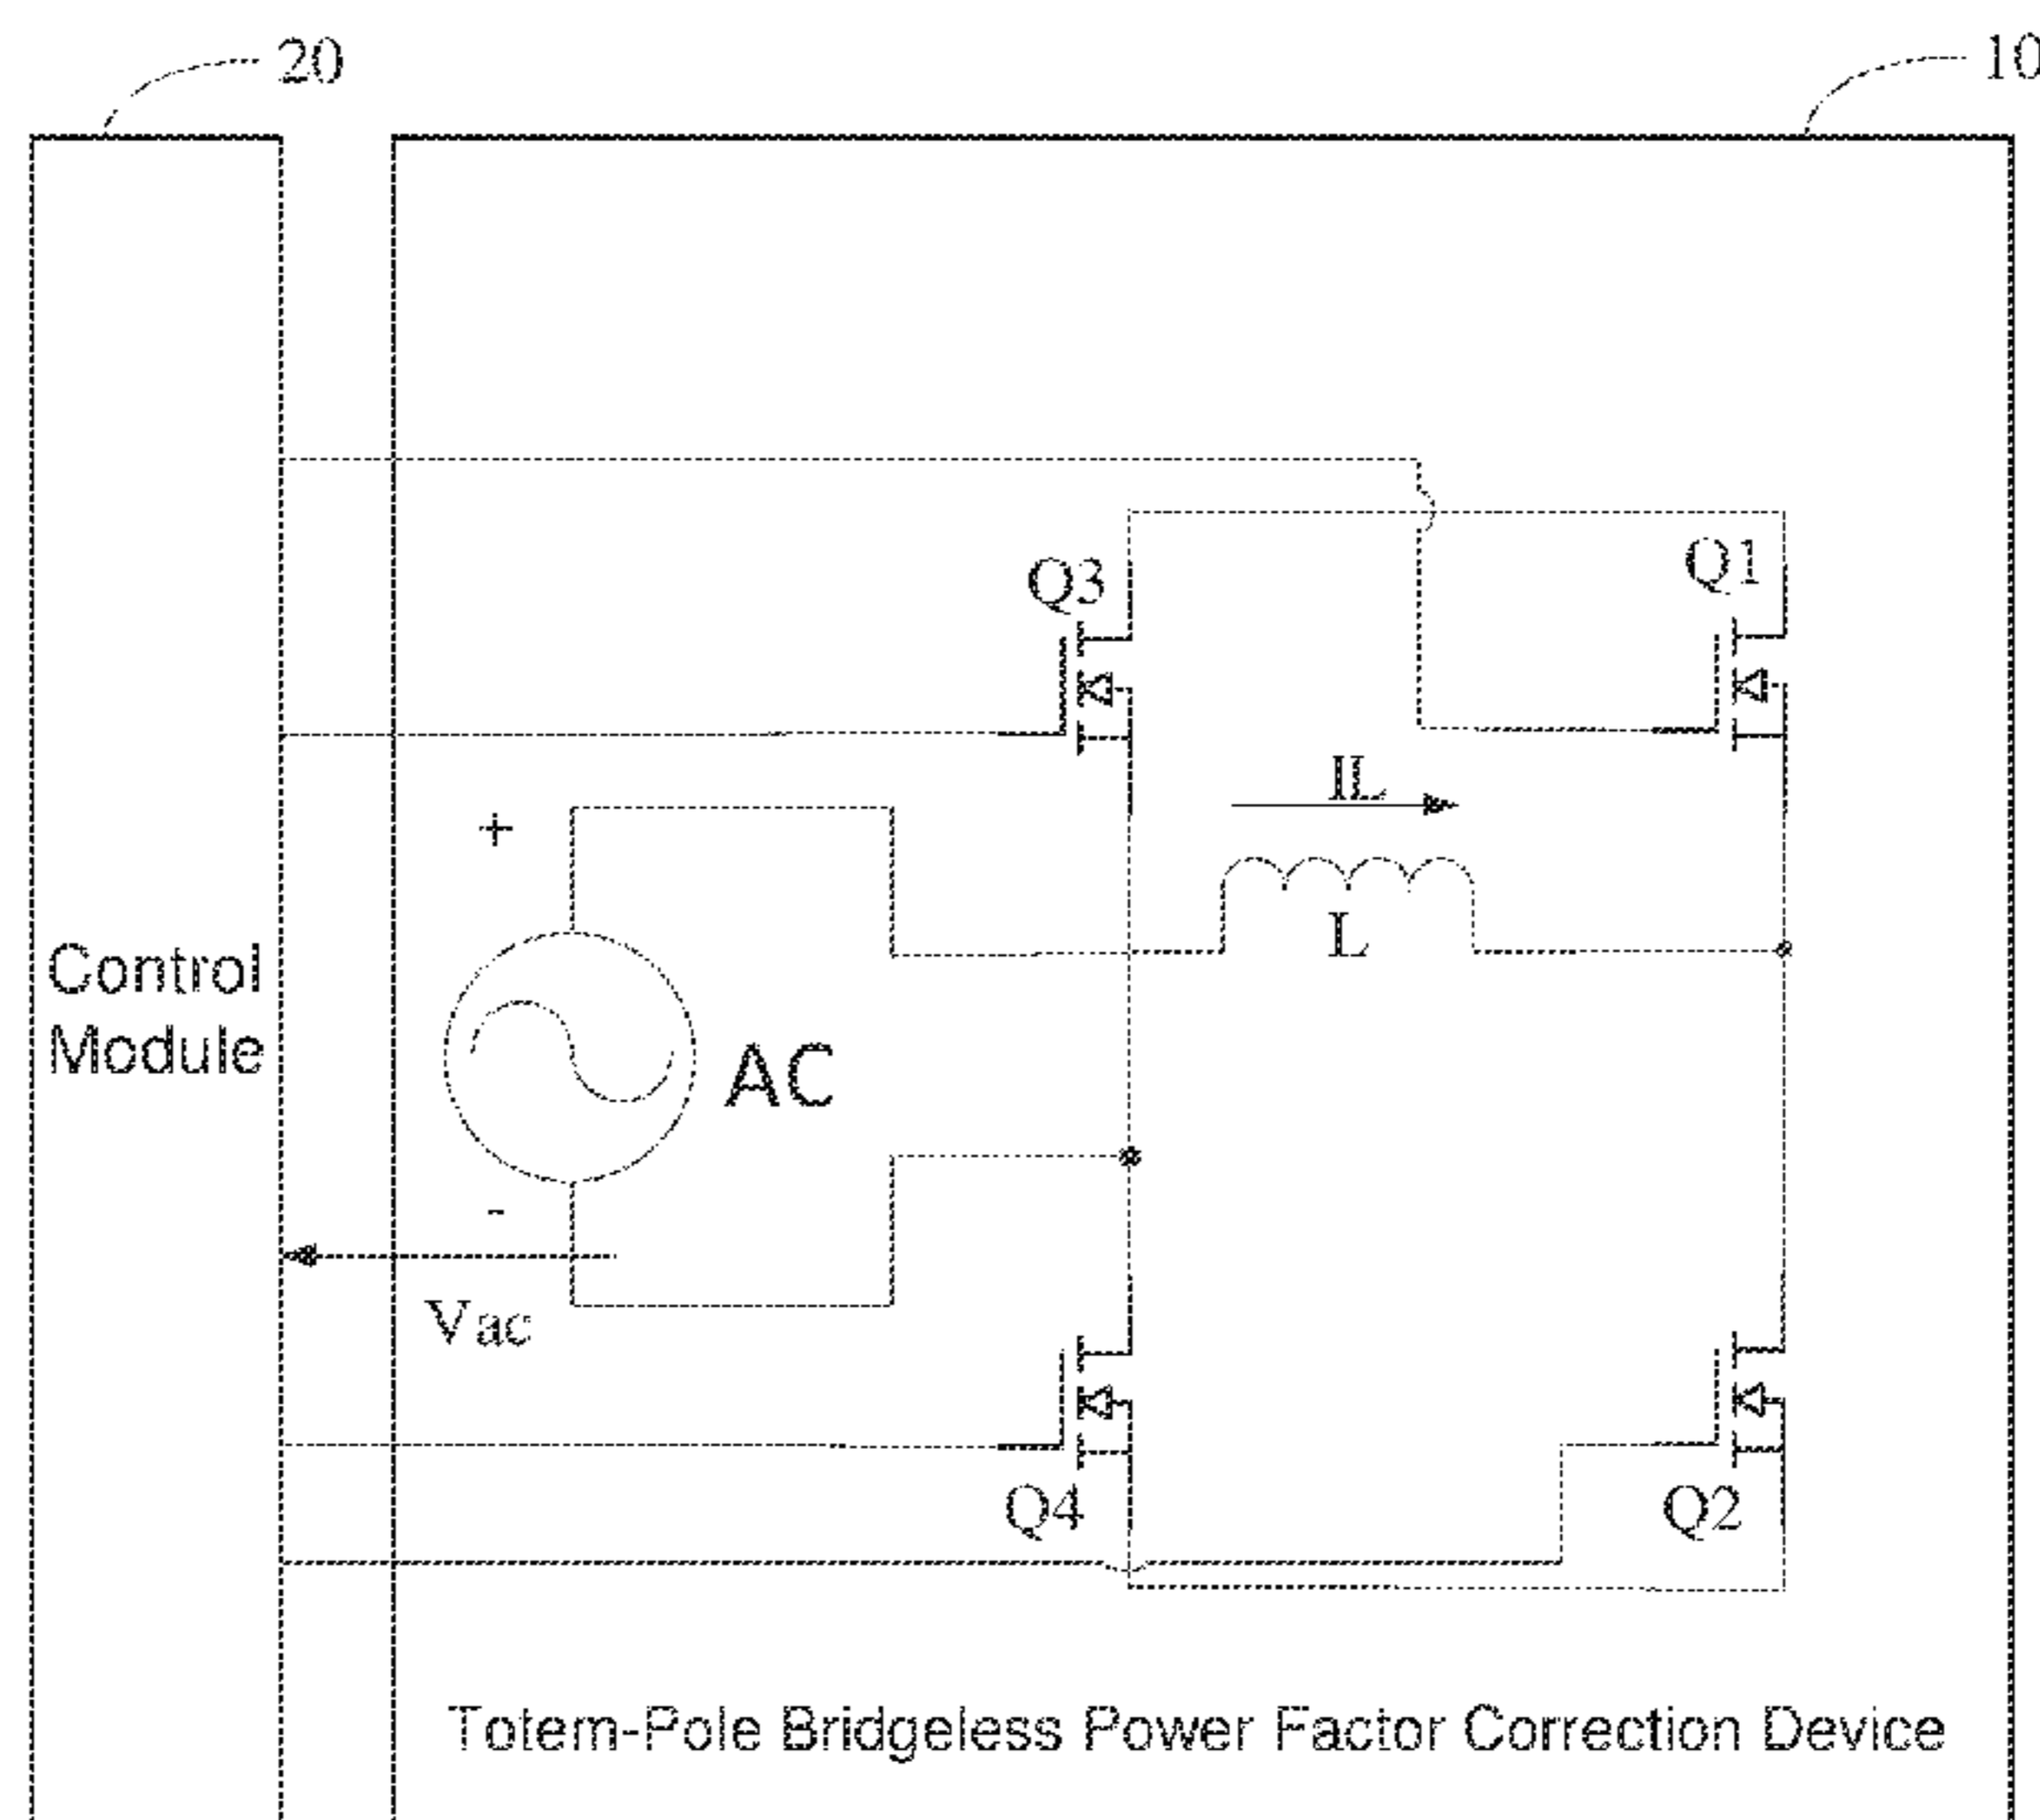 20
10
Q3
Q1
IL
+
L
Control
Module
AC
-
Vac
Q4
Q2
Totem-Pole Bridgeless Power Factor Correction Device